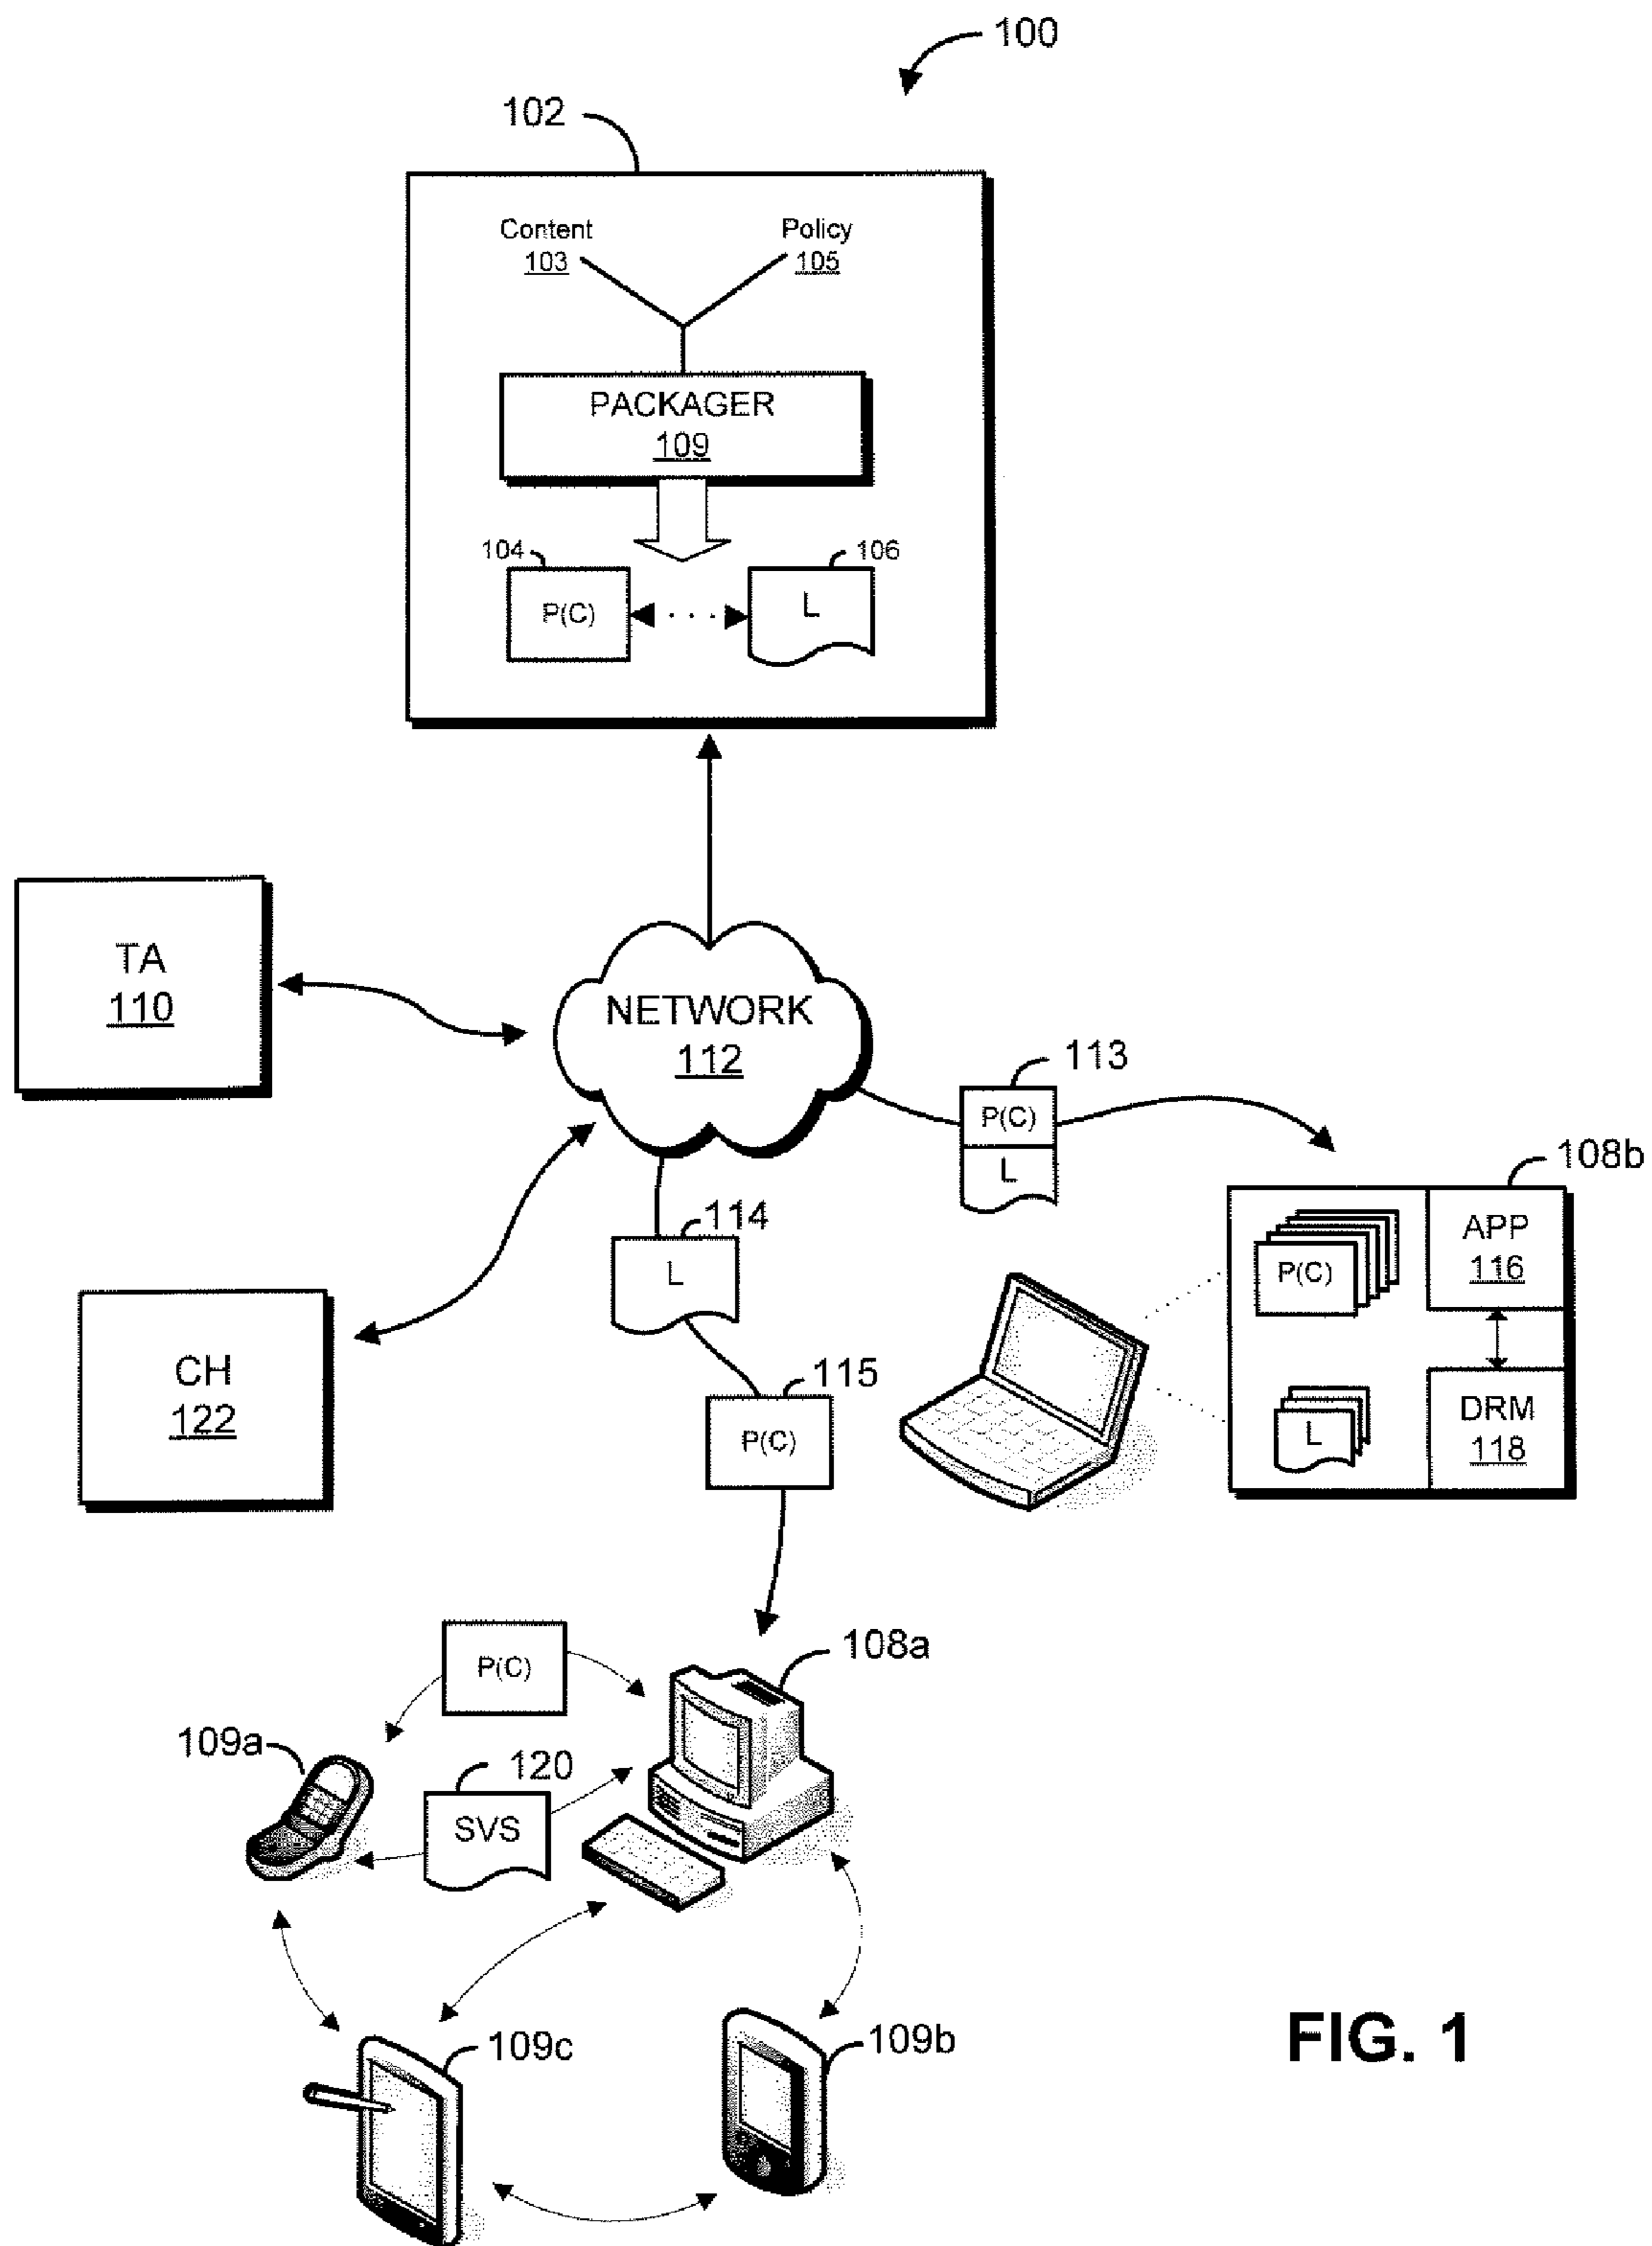 100
102
Content
103
Policy
105
PACKAGER
109
104
106
P(C)
L
TA
110
NETWORK
112
113
P(C)
L
108b
114
L
APP
116
P(C)
CH
122
115
P(C)
DRM
118
L
108a
P(C)
109a
120
SVS
109c
109b
FIG. 1